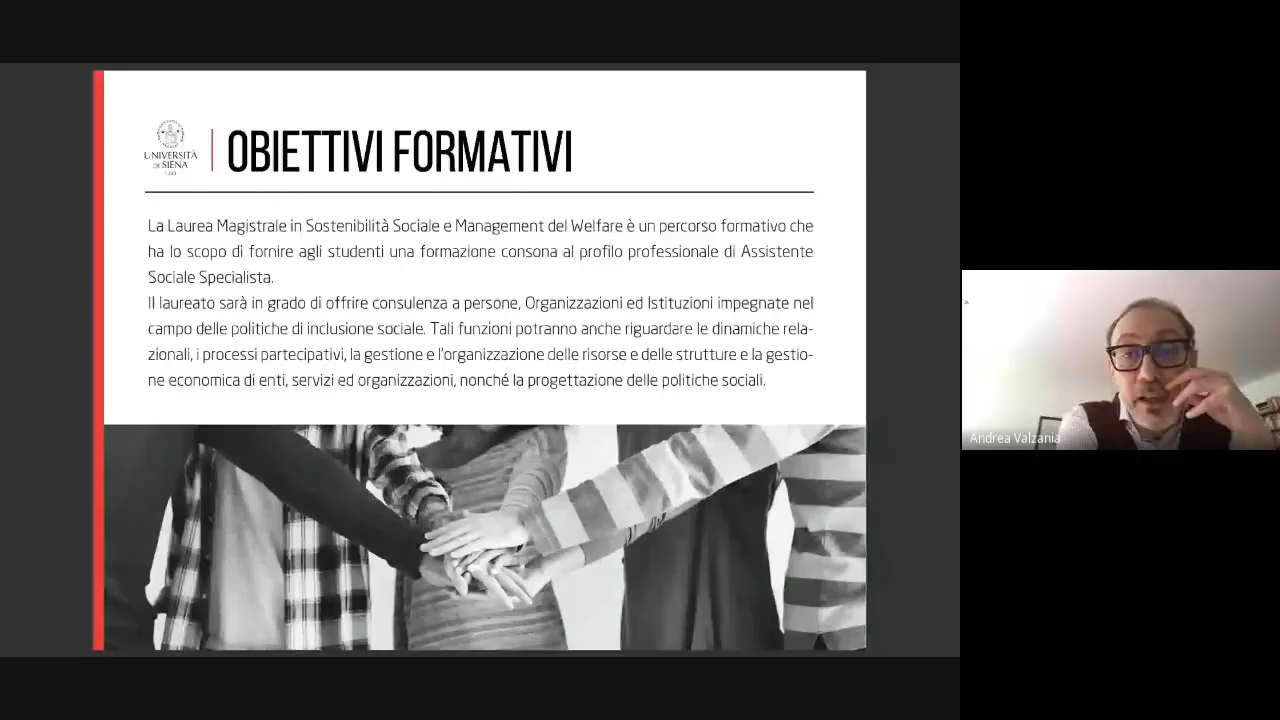 UNIVERSITÀ
DI SIENA
1240
OBIETTIVI FORMATIVI
La Laurea Magistrale in Sostenibilità Sociale e Management del Welfare è un percorso formativo che
ha lo scopo di fornire agli studenti una formazione consona al profilo professionale di Assistente
Sociale Specialista.
Il laureato sarà in grado di offrire consulenza a persone, Organizzazioni ed Istituzioni impegnate nel
campo delle politiche di inclusione sociale. Tali funzioni potranno anche riguardare le dinamiche rela-
zionali, i processi partecipativi, la gestione e l'organizzazione delle risorse e delle strutture e la gestio-
ne economica di enti, servizi ed organizzazioni, nonché la progettazione delle politiche sociali.
Andrea Valzania